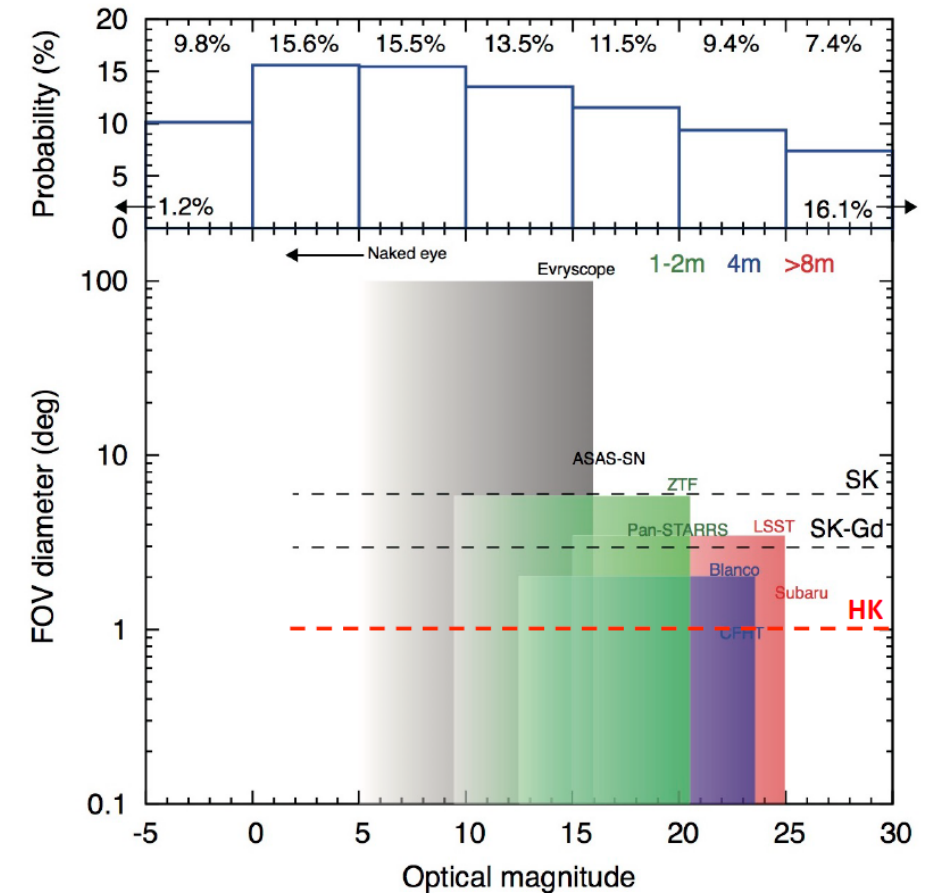 20
9.8% 15.6% 15.5% 13.5% 11.5% 9.4% 7.4%
15
10
5
1.2% 16.1%
0
Probability (%)
Naked eye
1-2m 4m >8m
Evryscope
100
ASAS-SN
10
SK
ZTF
Pan-STARRS LSST SK-Gd
Blanco
Subaru
HK
1
CFHT
0.1
FOV diameter (deg)
-5 0 5 10 15 20 25 30
Optical magnitude